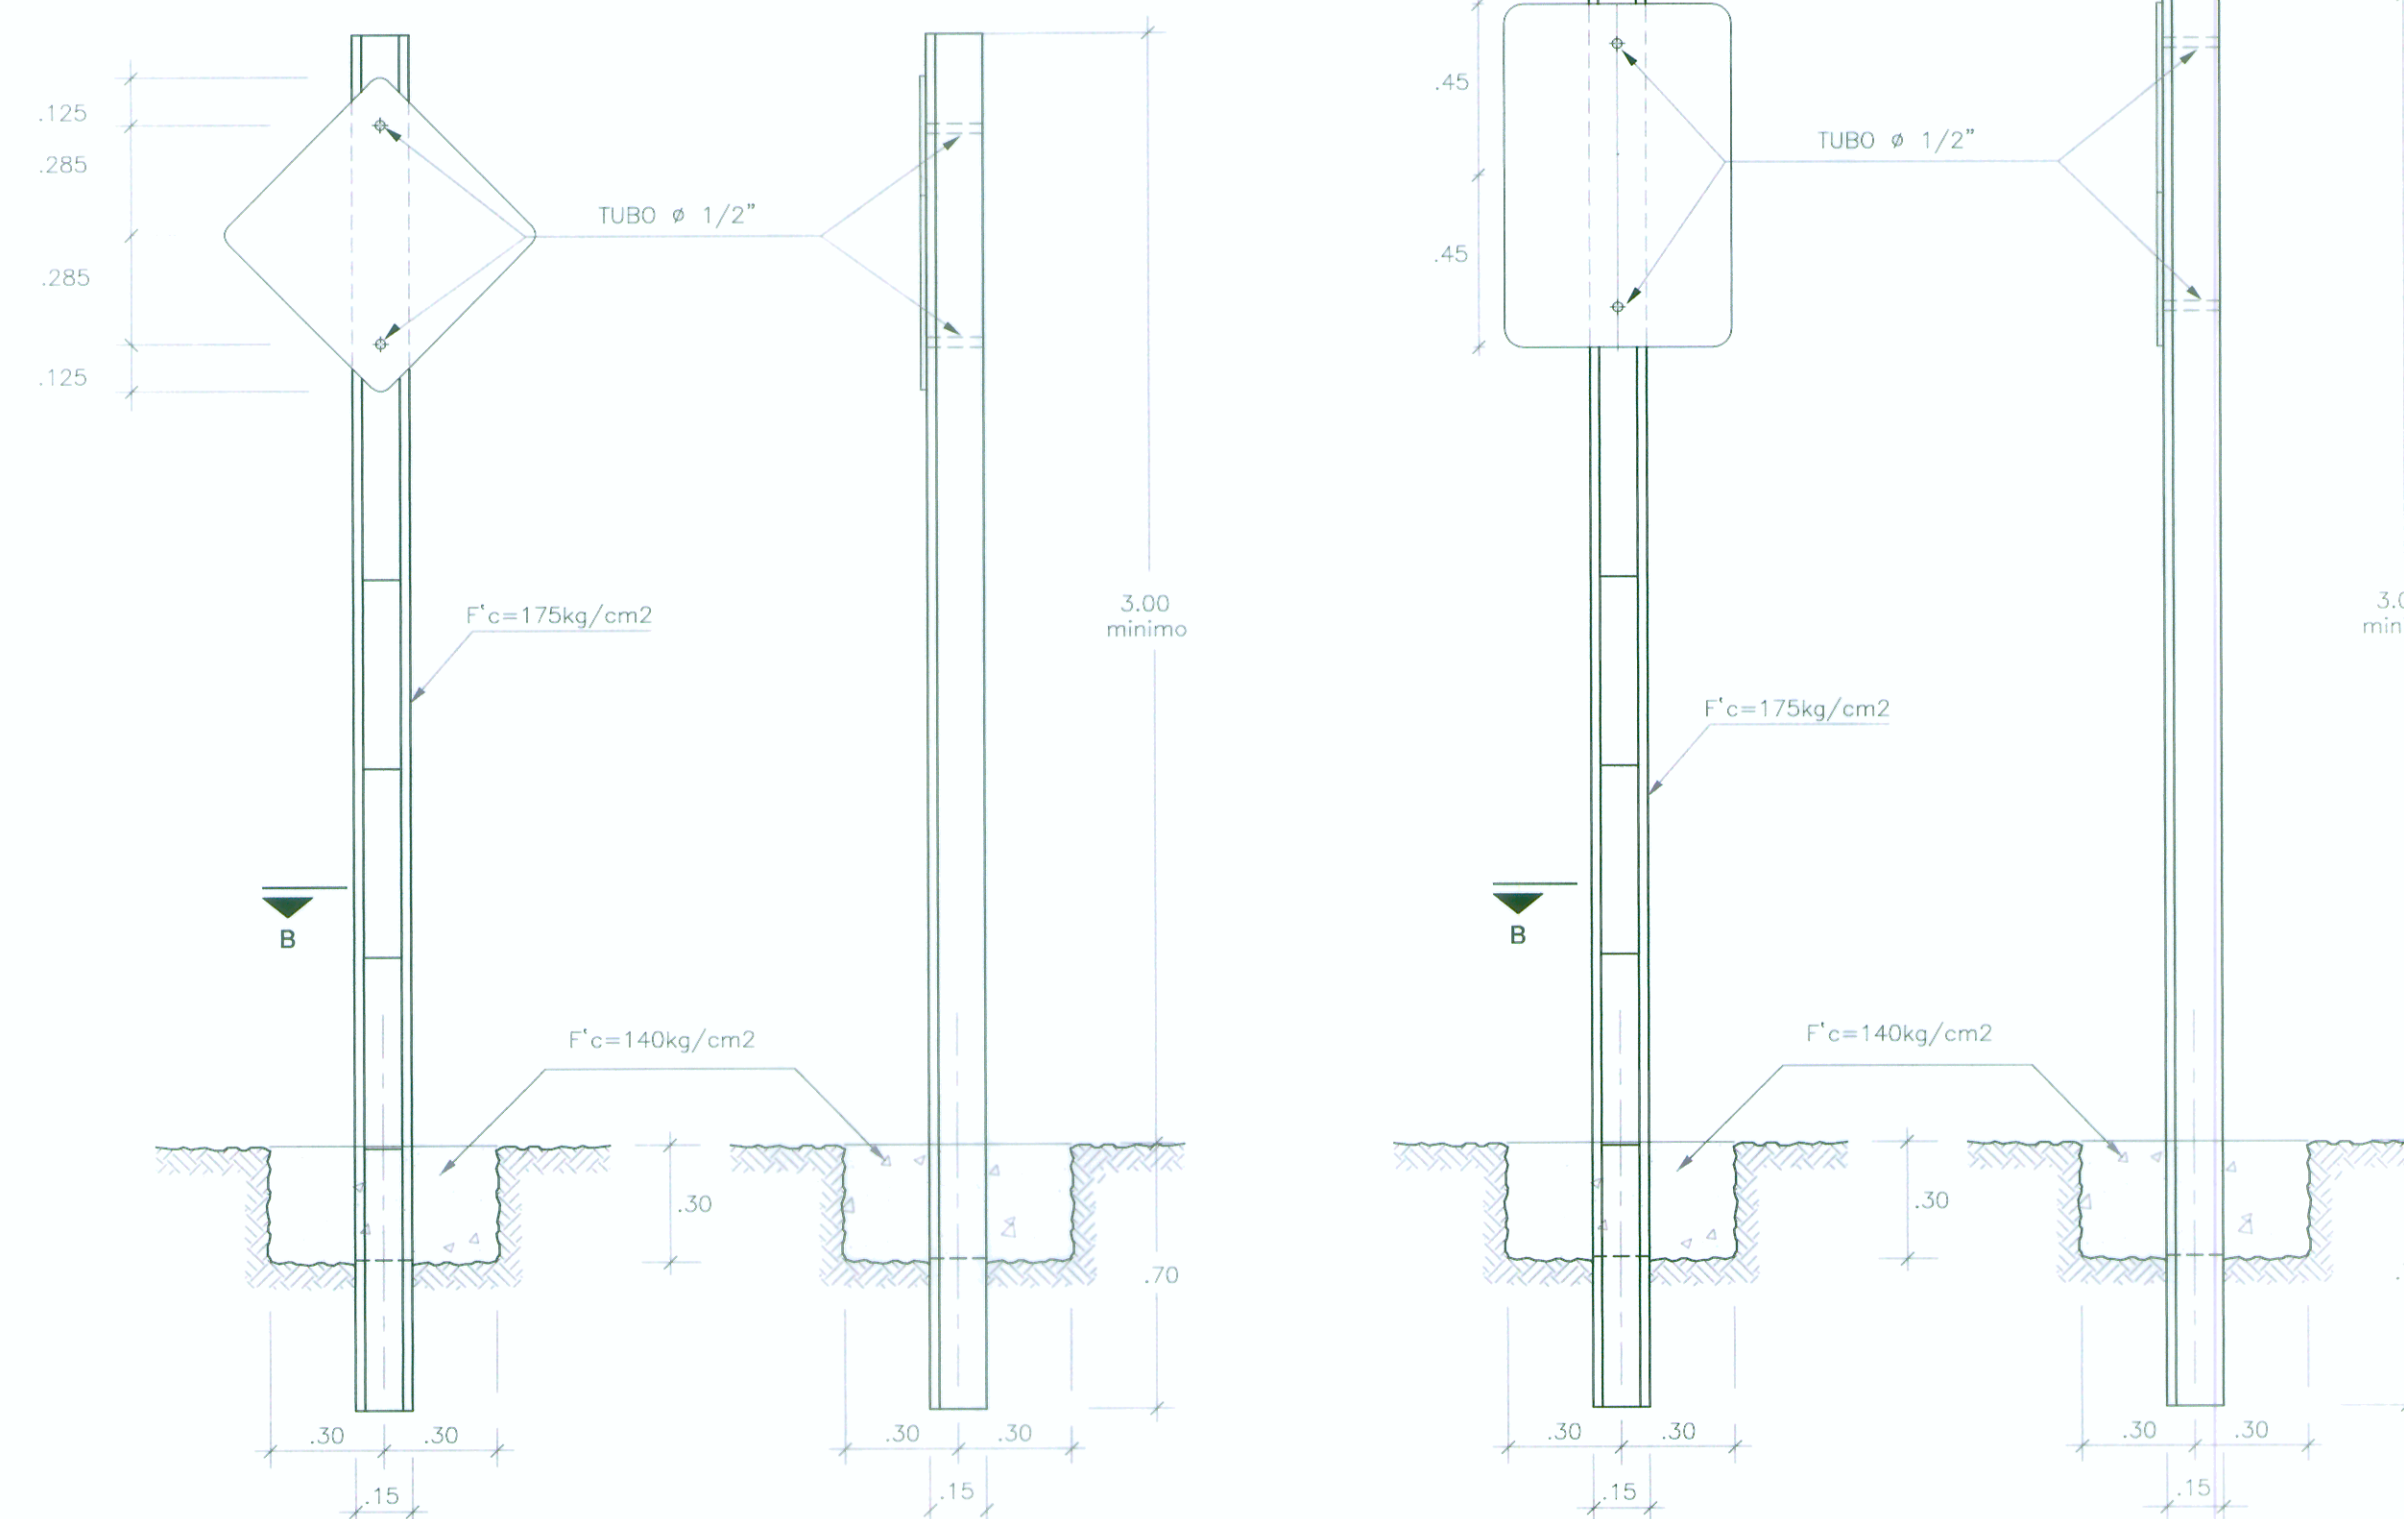 .125
.285
.285
.125
TUBO ø 1/2"
F'c=175kg/cm2
3.00
minimo
B
F'c=140kg/cm2
.30
.70
.30
.30
.30
.30
.15
.15
.45
.45
TUBO ø 1/2"
F'c=175kg/cm2
B
F'c=140kg/cm2
.30
.30
.30
.30
.30
.15
.15